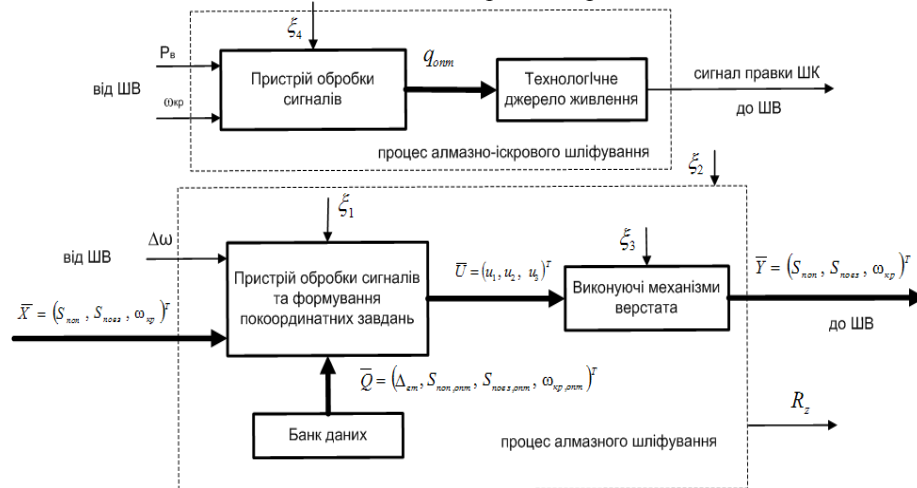 ξ₄
Pв
від ШВ
ωкр
Пристрій обробки
сигналів
qопт
Технологічне
джерело живлення
сигнал правки ШК
до ШВ
процес алмазно-іскрового шліфування
ξ₂
ξ₁
від ШВ
Δω
X̅ = (Sпоп , Sповз , ωкр)ᵀ
Пристрій обробки сигналів
та формування
покоординатних завдань
U̅ = (u₁, u₂, u₃)ᵀ
ξ₃
Виконуючі механізми
верстата
Y̅ = (Sпоп , Sповз , ωкр)ᵀ
до ШВ
Q̅ = (Δет, Sпоп,опт, Sповз,опт, ωкр,опт)ᵀ
Банк даних
процес алмазного шліфування
Rz